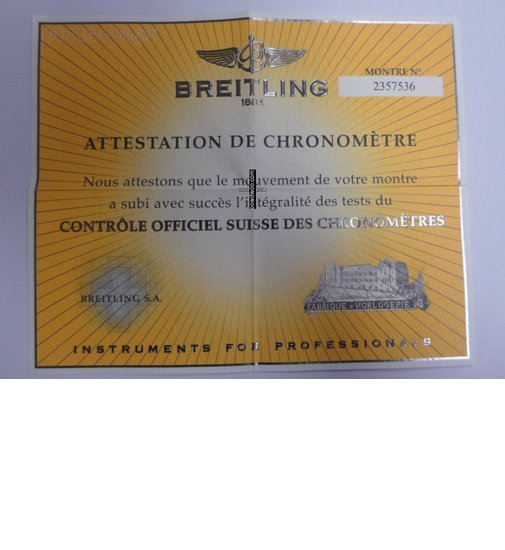 BREITLING
1884
MONTRE N°
2357536
ATTESTATION DE CHRONOMÈTRE
Nous attestons que le mouvement de votre montre
a subi avec succès l'intégralité des tests du
CONTRÔLE OFFICIEL SUISSE DES CHRONOMÈTRES
BREITLING S.A.
FABRIQUE D'HORLOGERIE
INSTRUMENTS FOR PROFESSIONALS